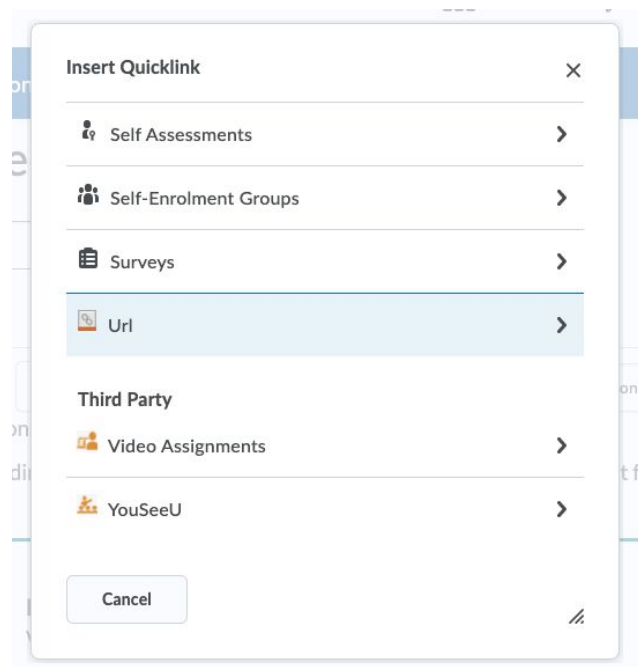 Insert Quicklink
Self Assessments
Self-Enrolment Groups
Surveys
Url
Third Party
Video Assignments
YouSeeU
Cancel